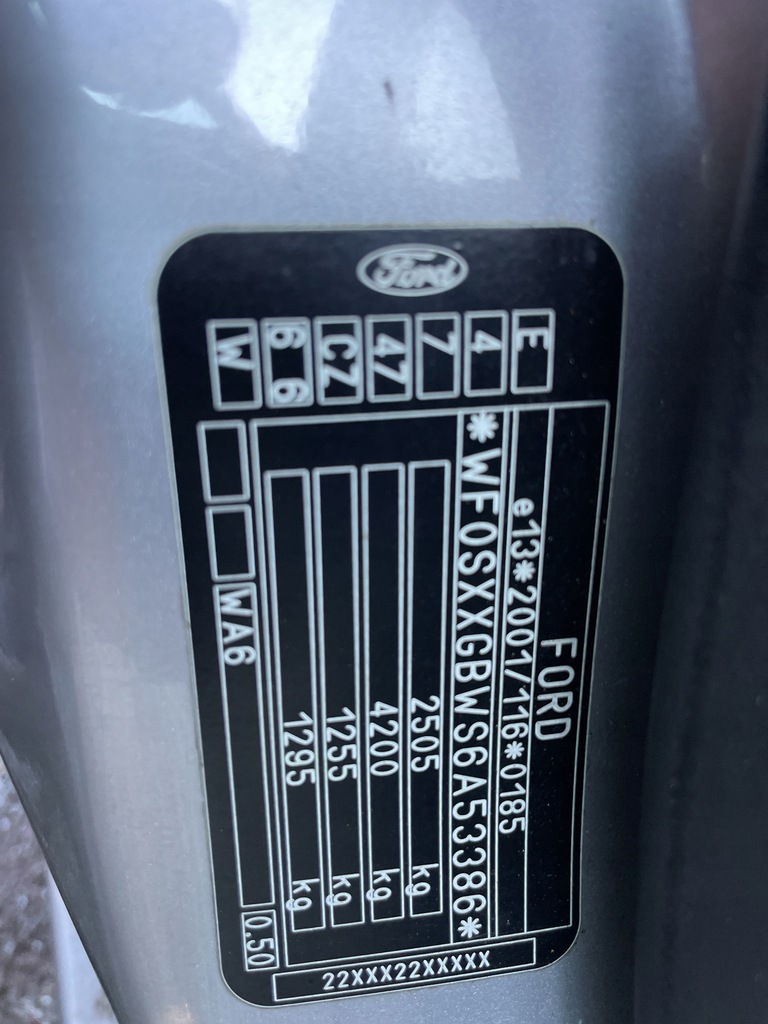 Ford
FORD
e13*2001/116*0185
*WF0SXXGBWS6A53386*
2505 kg
4200 kg
1255 kg
1295 kg
E
4
7
47
CZ
6 6
W
WA6
0.50
22XXX22XXXXX